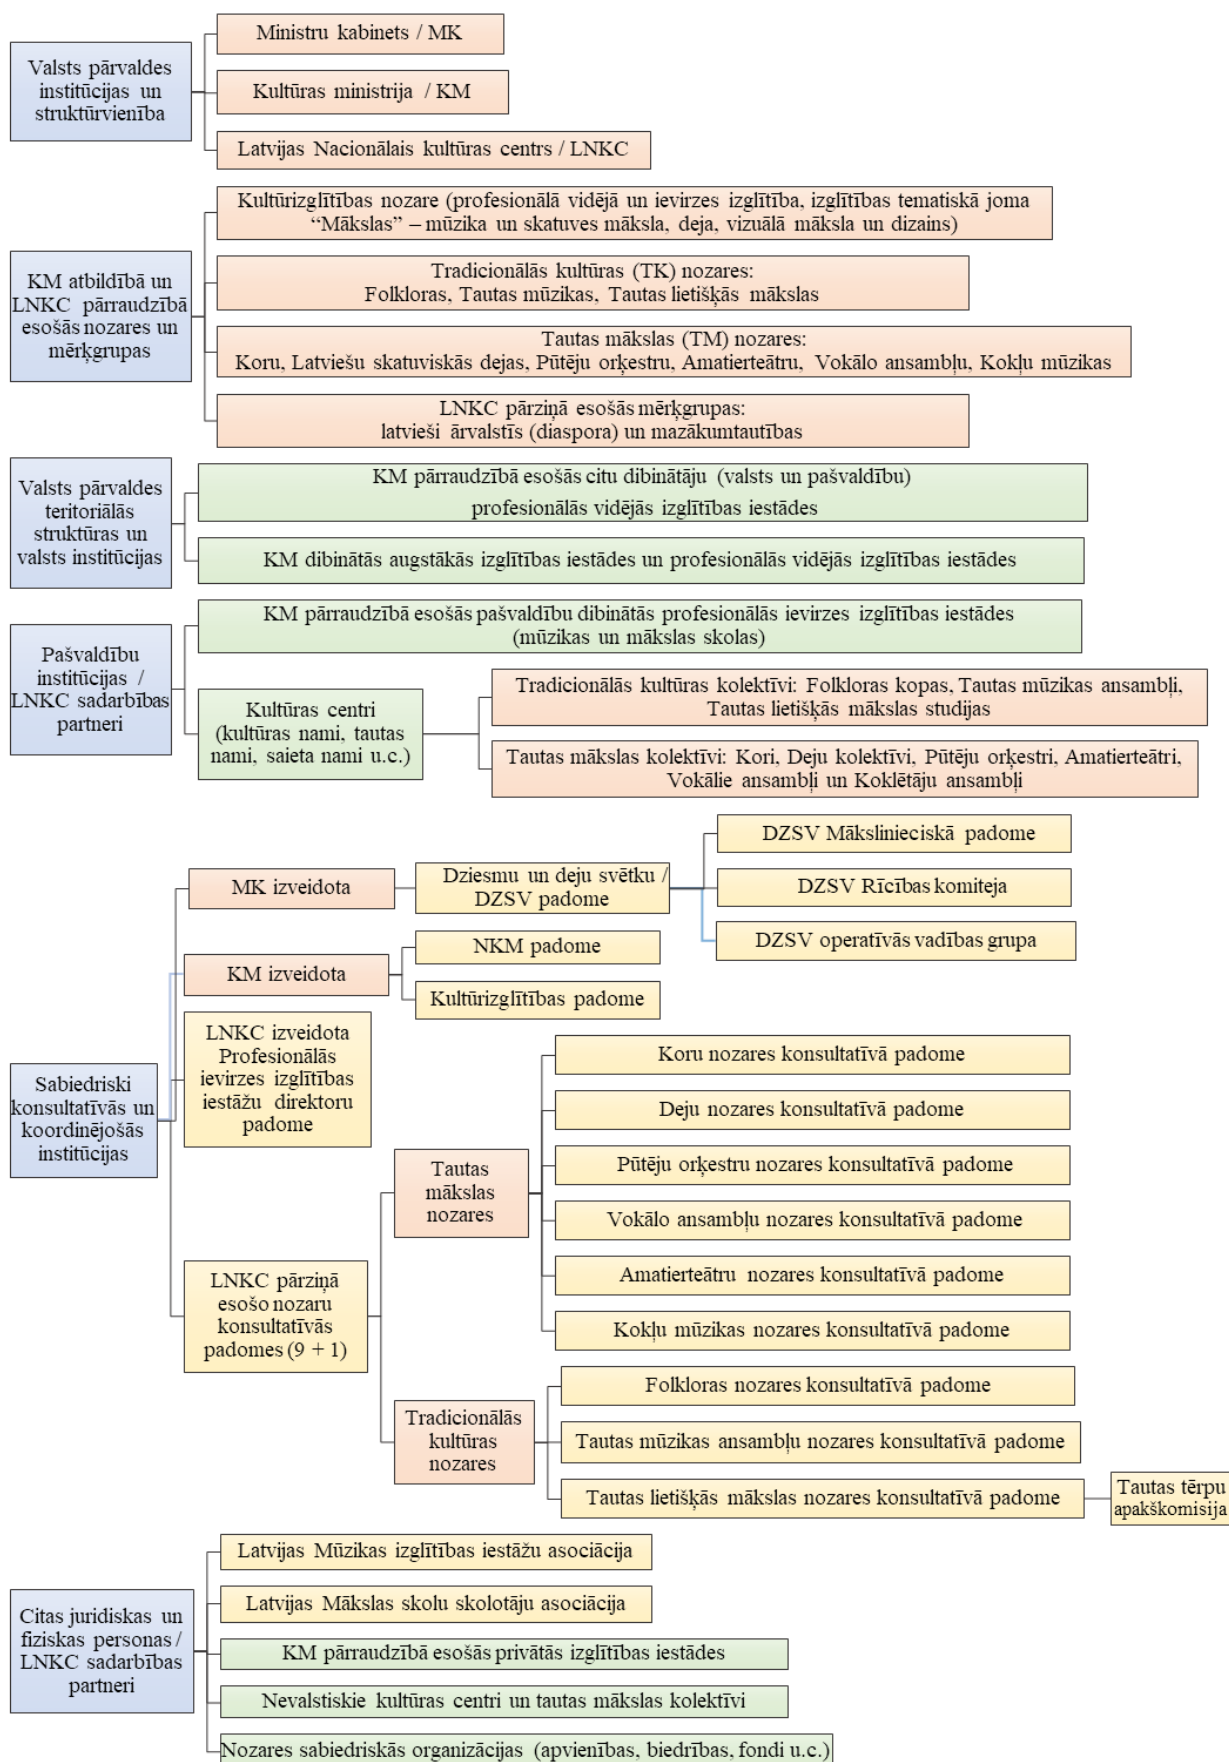 Valsts pārvaldes
institūcijas un
struktūrvienība
Ministru kabinets / MK
Kultūras ministrija / KM
Latvijas Nacionālais kultūras centrs / LNKC
KM atbildībā un
LNKC pārraudzībā
esošās nozares un
mērķgrupas
Kultūrizglītības nozare (profesionālā vidējā un ievirzes izglītība, izglītības tematiskā joma
“Mākslas” – mūzika un skatuves māksla, deja, vizuālā māksla un dizains)
Tradicionālās kultūras (TK) nozares:
Folkloras, Tautas mūzikas, Tautas lietišķās mākslas
Tautas mākslas (TM) nozares:
Koru, Latviešu skatuviskās dejas, Pūtēju orķestru, Amatierteātru, Vokālo ansambļu, Kokļu mūzikas
LNKC pārziņā esošās mērķgrupas:
latvieši ārvalstīs (diaspora) un mazākumtautības
Valsts pārvaldes
teritoriālās
struktūras un
valsts institūcijas
KM pārraudzībā esošās citu dibinātāju (valsts un pašvaldību)
profesionālās vidējās izglītības iestādes
KM dibinātās augstākās izglītības iestādes un profesionālās vidējās izglītības iestādes
Pašvaldību
institūcijas /
LNKC sadarbības
partneri
KM pārraudzībā esošās pašvaldību dibinātās profesionālās ievirzes izglītības iestādes
(mūzikas un mākslas skolas)
Kultūras centri
(kultūras nami, tautas
nami, saieta nami u.c.)
Tradicionālās kultūras kolektīvi: Folkloras kopas, Tautas mūzikas ansambļi,
Tautas lietišķās mākslas studijas
Tautas mākslas kolektīvi: Kori, Deju kolektīvi, Pūtēju orķestri, Amatierteātri,
Vokālie ansambļi un Koklētāju ansambļi
Sabiedriski
konsultatīvās un
koordinējošās
institūcijas
MK izveidota
Dziesmu un deju svētku /
DZSV padome
DZSV Mākslinieciskā padome
DZSV Rīcības komiteja
DZSV operatīvās vadības grupa
KM izveidota
NKM padome
Kultūrizglītības padome
LNKC izveidota
Profesionālās
ievirzes izglītības
iestāžu direktoru
padome
LNKC pārziņā
esošo nozaru
konsultatīvās
padomes (9 + 1)
Tautas
mākslas
nozares
Koru nozares konsultatīvā padome
Deju nozares konsultatīvā padome
Pūtēju orķestru nozares konsultatīvā padome
Vokālo ansambļu nozares konsultatīvā padome
Amatierteātru nozares konsultatīvā padome
Kokļu mūzikas nozares konsultatīvā padome
Tradicionālās
kultūras
nozares
Folkloras nozares konsultatīvā padome
Tautas mūzikas ansambļu nozares konsultatīvā padome
Tautas lietišķās mākslas nozares konsultatīvā padome
Tautas tērpu
apakškomisija
Citas juridiskas un
fiziskas personas /
LNKC sadarbības
partneri
Latvijas Mūzikas izglītības iestāžu asociācija
Latvijas Mākslas skolu skolotāju asociācija
KM pārraudzībā esošās privātās izglītības iestādes
Nevalstiskie kultūras centri un tautas mākslas kolektīvi
Nozares sabiedriskās organizācijas (apvienības, biedrības, fondi u.c.)